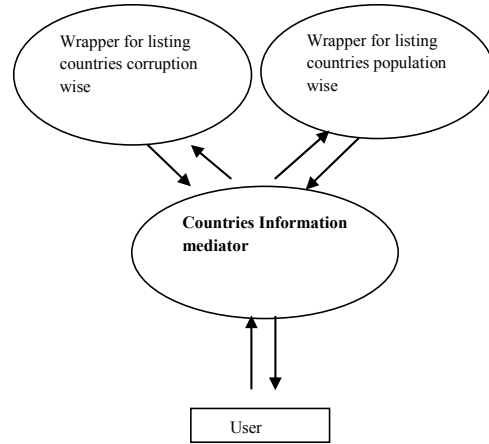 Wrapper for listing
countries corruption
wise
Wrapper for listing
countries population
wise
Countries Information
mediator
User